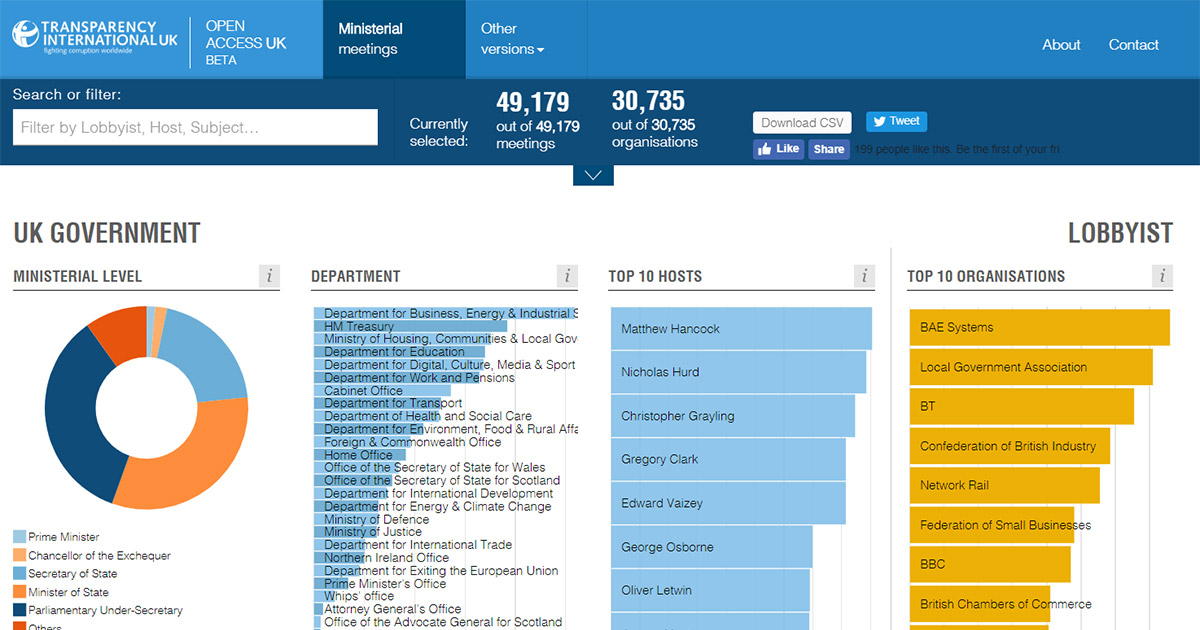 TRANSPARENCY
INTERNATIONAL UK
fighting corruption worldwide
OPEN
ACCESS UK
BETA
Ministerial
meetings
Other
versions
About
Contact
Search or filter:
Filter by Lobbyist, Host, Subject...
Currently
selected:
49,179
out of 49,179
meetings
30,735
out of 30,735
organisations
Download CSV
Tweet
Like
Share
199 people like this. Be the first of your fri
UK GOVERNMENT
LOBBYIST
MINISTERIAL LEVEL
i
Prime Minister
Chancellor of the Exchequer
Secretary of State
Minister of State
Parliamentary Under-Secretary
Others
DEPARTMENT
i
Department for Business, Energy & Industrial S
HM Treasury
Ministry of Housing, Communities & Local Gov
Department for Education
Department for Digital, Culture, Media & Sport
Department for Work and Pensions
Cabinet Office
Department for Transport
Department of Health and Social Care
Department for Environment, Food & Rural Affa
Foreign & Commonwealth Office
Home Office
Office of the Secretary of State for Wales
Office of the Secretary of State for Scotland
Department for International Development
Department for Energy & Climate Change
Ministry of Defence
Ministry of Justice
Department for International Trade
Northern Ireland Office
Department for Exiting the European Union
Prime Minister's Office
Whips' office
Attorney General's Office
Office of the Advocate General for Scotland
TOP 10 HOSTS
i
Matthew Hancock
Nicholas Hurd
Christopher Grayling
Gregory Clark
Edward Vaizey
George Osborne
Oliver Letwin
TOP 10 ORGANISATIONS
i
BAE Systems
Local Government Association
BT
Confederation of British Industry
Network Rail
Federation of Small Businesses
BBC
British Chambers of Commerce